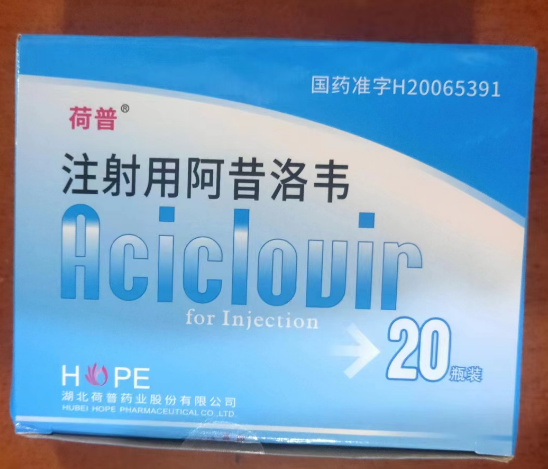 国药准字H20065391
荷普®
注射用阿昔洛韦
Aciclovir
for Injection
20瓶装
HOPE
湖北荷普药业股份有限公司
HUBEI HOPE PHARMACEUTICAL CO.,LTD.